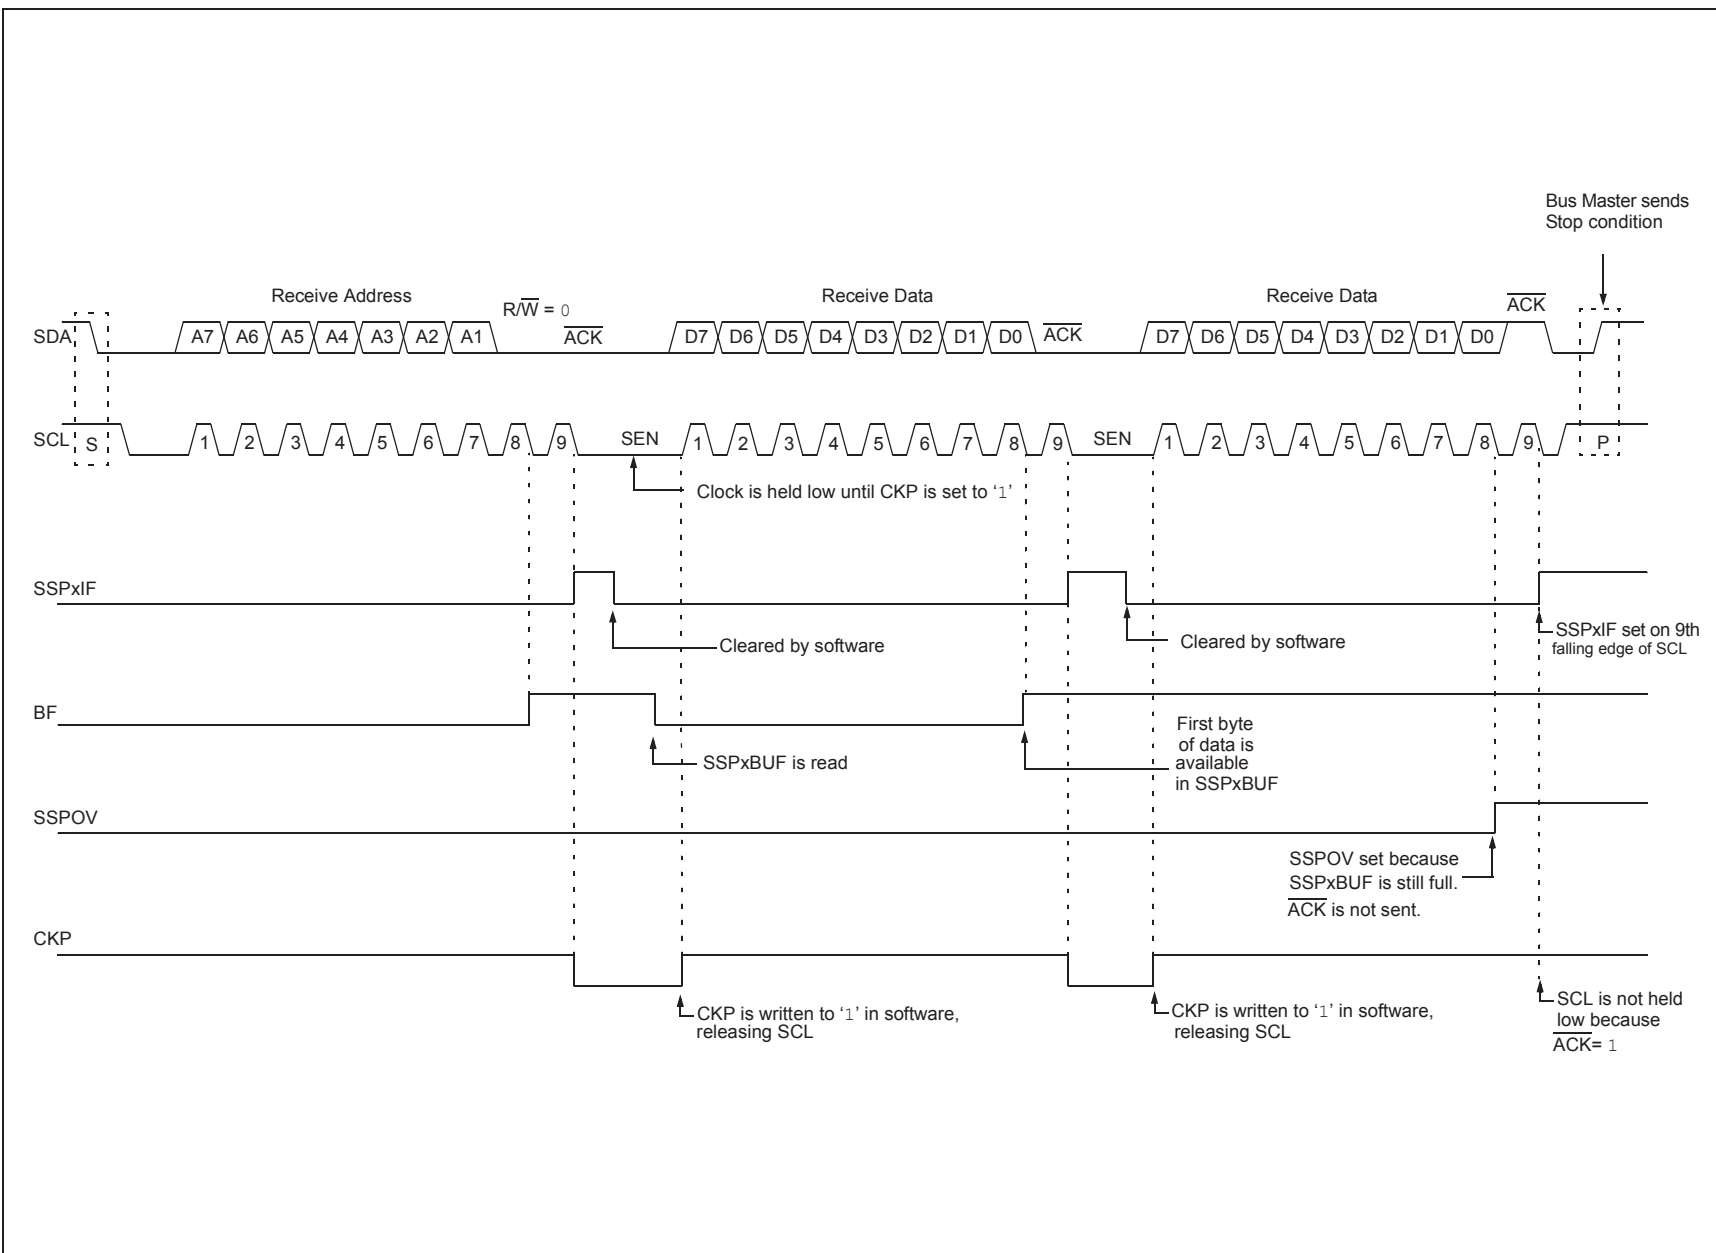 Bus Master sends
Stop condition
Receive Address
Receive Data
Receive Data
R/W̅ = 0
A̅C̅K̅
A̅C̅K̅
A̅C̅K̅
SDA
A7 A6 A5 A4 A3 A2 A1
D7 D6 D5 D4 D3 D2 D1 D0
D7 D6 D5 D4 D3 D2 D1 D0
SCL
S
1 2 3 4 5 6 7 8 9
SEN
1 2 3 4 5 6 7 8 9
SEN
1 2 3 4 5 6 7 8 9
P
Clock is held low until CKP is set to ‘1’
SSPxIF
Cleared by software
Cleared by software
SSPxIF set on 9th
falling edge of SCL
BF
SSPxBUF is read
First byte
of data is
available
in SSPxBUF
SSPOV
SSPOV set because
SSPxBUF is still full.
A̅C̅K̅ is not sent.
CKP
CKP is written to ‘1’ in software,
releasing SCL
CKP is written to ‘1’ in software,
releasing SCL
SCL is not held
low because
A̅C̅K̅= 1